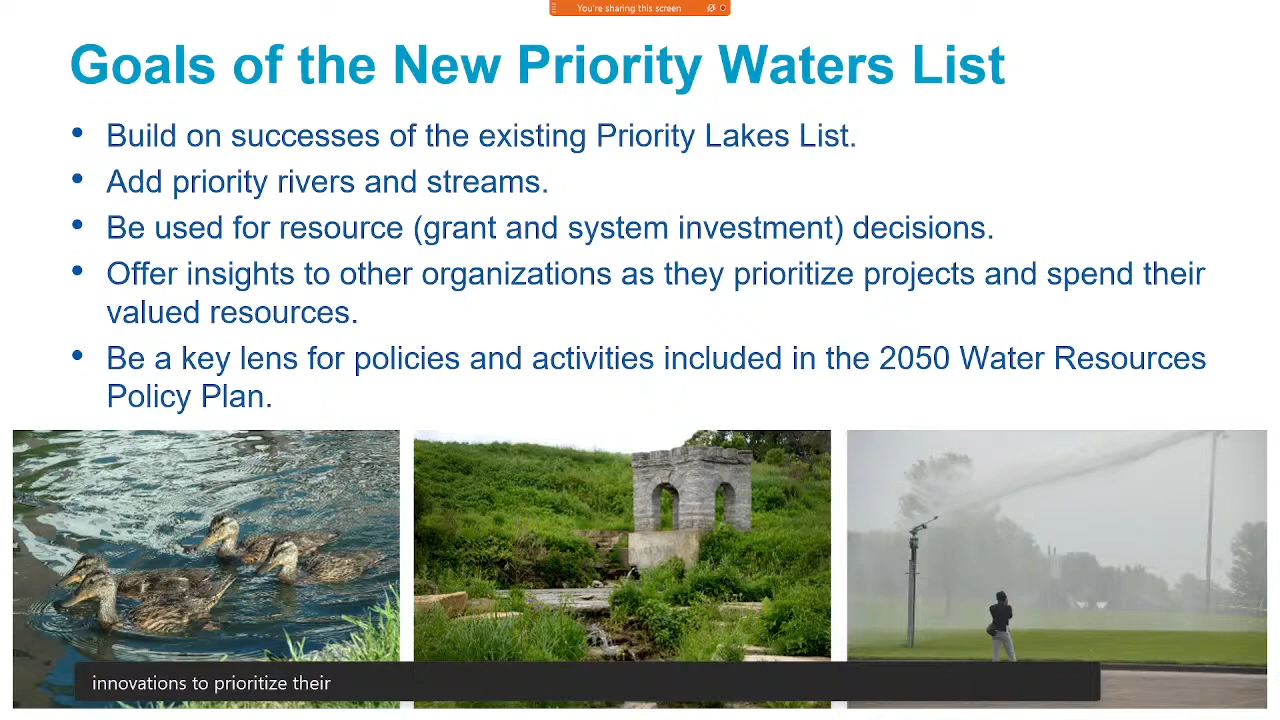 You're sharing this screen
Goals of the New Priority Waters List
• Build on successes of the existing Priority Lakes List.
• Add priority rivers and streams.
• Be used for resource (grant and system investment) decisions.
• Offer insights to other organizations as they prioritize projects and spend their
valued resources.
• Be a key lens for policies and activities included in the 2050 Water Resources
Policy Plan.
innovations to prioritize their